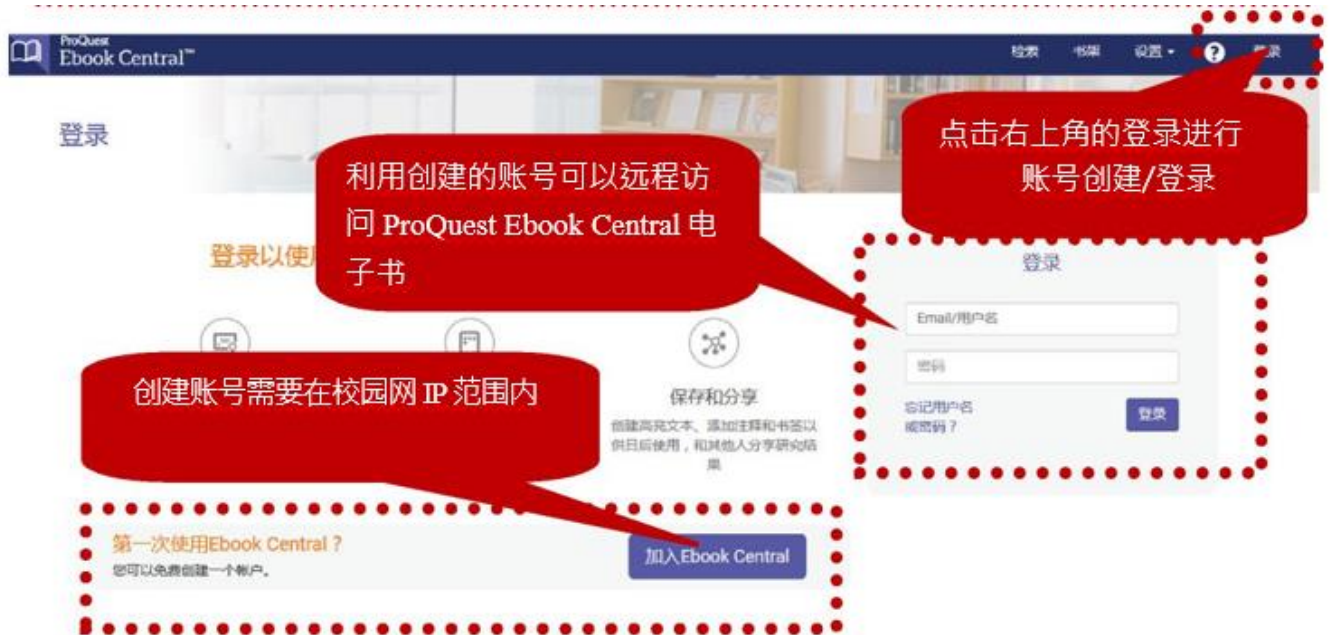 ProQuest
Ebook Central™
检索 书架 设置 ? 登录
登录
点击右上角的登录进行
账号创建/登录
利用创建的账号可以远程访
问 ProQuest Ebook Central 电
子书
登录以使
登录
Email/用户名
密码
忘记用户名
或密码？
登录
创建账号需要在校园网 IP 范围内
保存和分享
创建高亮文本、添加注释和书签以
供日后使用，和其他人分享研究结
果
第一次使用Ebook Central？
您可以免费创建一个帐户。
加入Ebook Central